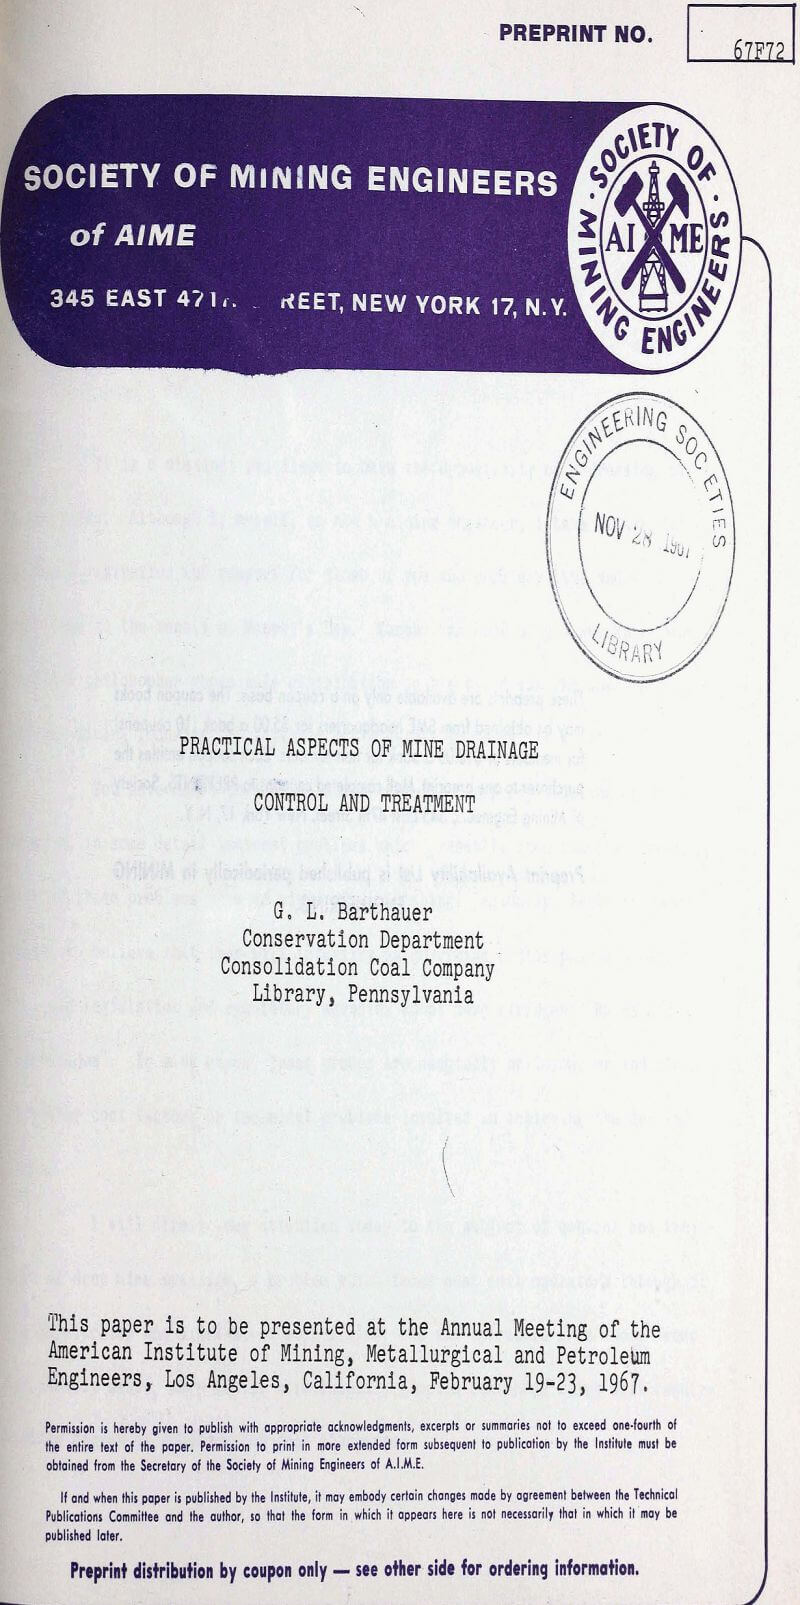 PREPRINT NO.
67F72
SOCIETY OF MINING ENGINEERS
of AIME
345 EAST REET, NEW YORK 17, N.Y.
· SOCIETY OF · MINING ENGINEERS
AI ME
ENGINEERING SOCIETIES
NOV 28
LIBRARY
PRACTICAL ASPECTS OF MINE DRAINAGE
CONTROL AND TREATMENT
G. L. Barthauer
Conservation Department
Consolidation Coal Company
Library, Pennsylvania
This paper is to be presented at the Annual Meeting of the
American Institute of Mining, Metallurgical and Petroleum
Engineers, Los Angeles, California, February 19-23, 1967.
Permission is hereby given to publish with appropriate acknowledgments, excerpts or summaries not to exceed one-fourth of
the entire text of the paper. Permission to print in more extended form subsequent to publication by the Institute must be
obtained from the Secretary of the Society of Mining Engineers of A.I.M.E.
If and when this paper is published by the Institute, it may embody certain changes made by agreement between the Technical
Publications Committee and the author, so that the form in which it appears here is not necessarily that in which it may be
published later.
Preprint distribution by coupon only — see other side for ordering information.